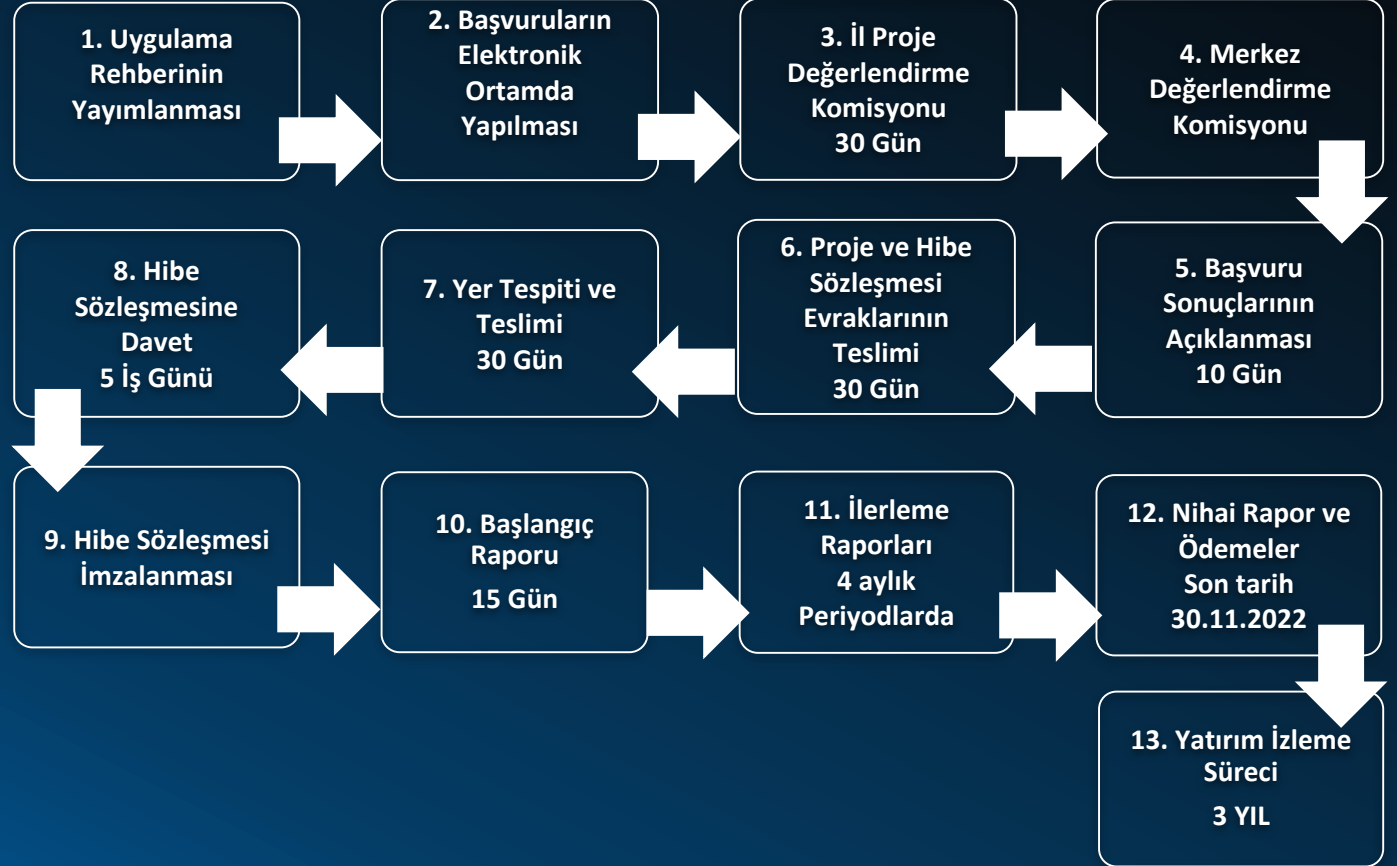 1. Uygulama
Rehberinin
Yayımlanması
2. Başvuruların
Elektronik
Ortamda
Yapılması
3. İl Proje
Değerlendirme
Komisyonu
30 Gün
4. Merkez
Değerlendirme
Komisyonu
5. Başvuru
Sonuçlarının
Açıklanması
10 Gün
6. Proje ve Hibe
Sözleşmesi
Evraklarının
Teslimi
30 Gün
7. Yer Tespiti ve
Teslimi
30 Gün
8. Hibe
Sözleşmesine
Davet
5 İş Günü
9. Hibe Sözleşmesi
İmzalanması
10. Başlangıç
Raporu
15 Gün
11. İlerleme
Raporları
4 aylık
Periyodlarda
12. Nihai Rapor ve
Ödemeler
Son tarih
30.11.2022
13. Yatırım İzleme
Süreci
3 YIL